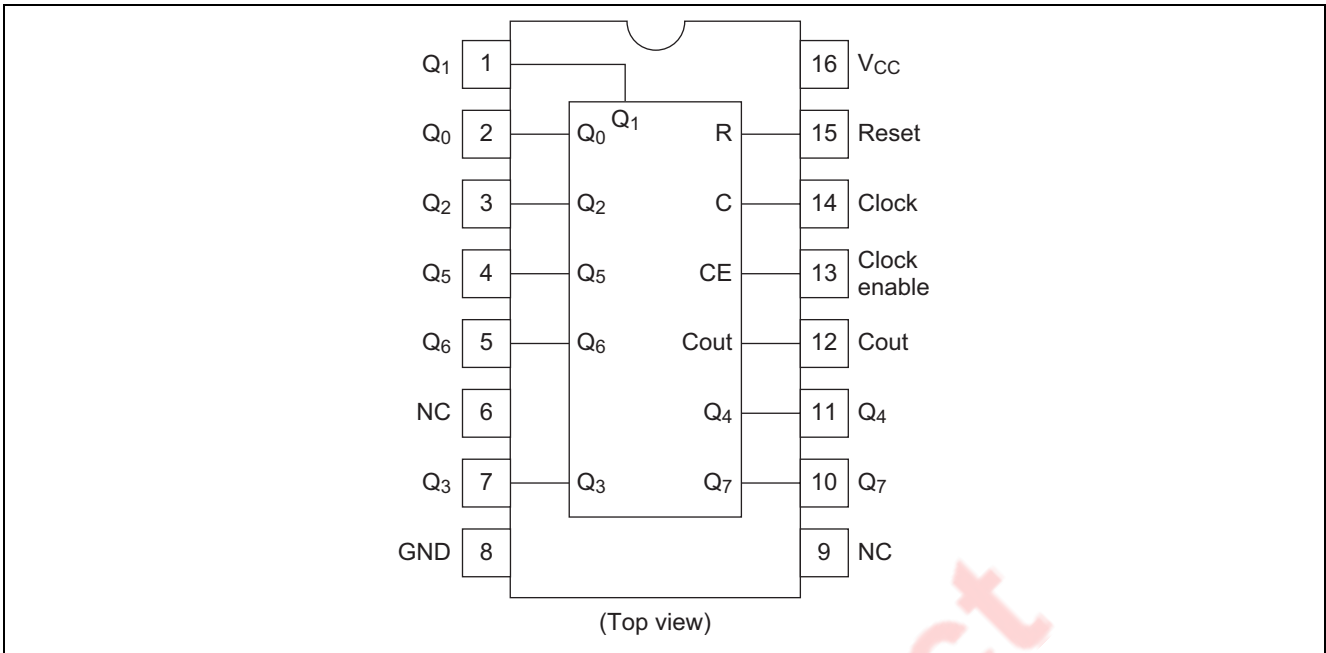 Q1 1 16 VCC
Q1
Q0 2 Q0 R 15 Reset
Q2 3 Q2 C 14 Clock
Q5 4 Q5 CE 13 Clock enable
Q6 5 Q6 Cout 12 Cout
NC 6 Q4 11 Q4
Q3 7 Q3 Q7 10 Q7
GND 8 9 NC
(Top view)